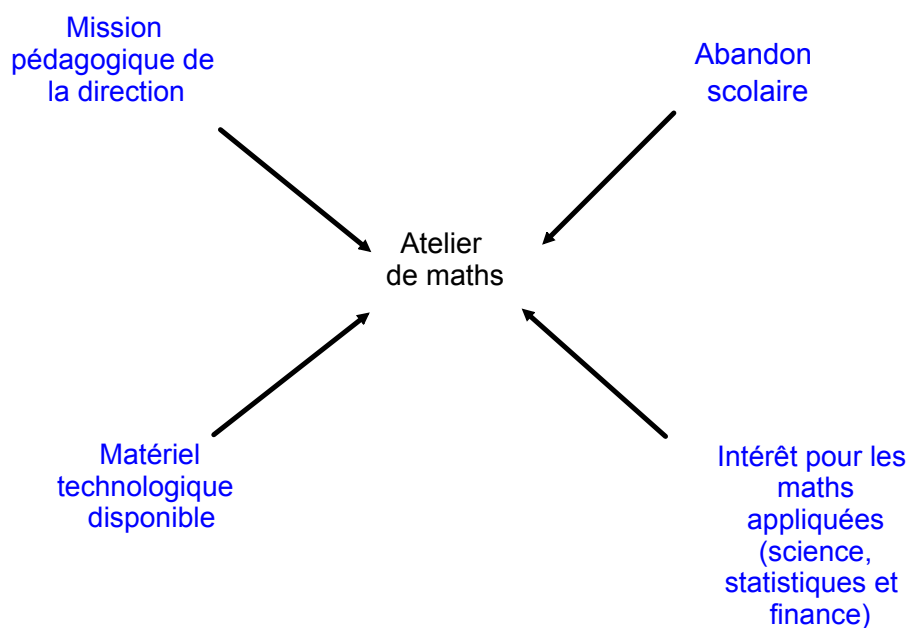 Mission
pédagogique de
la direction
Abandon
scolaire
Atelier
de maths
Matériel
technologique
disponible
Intérêt pour les
maths
appliquées
(science,
statistiques et
finance)